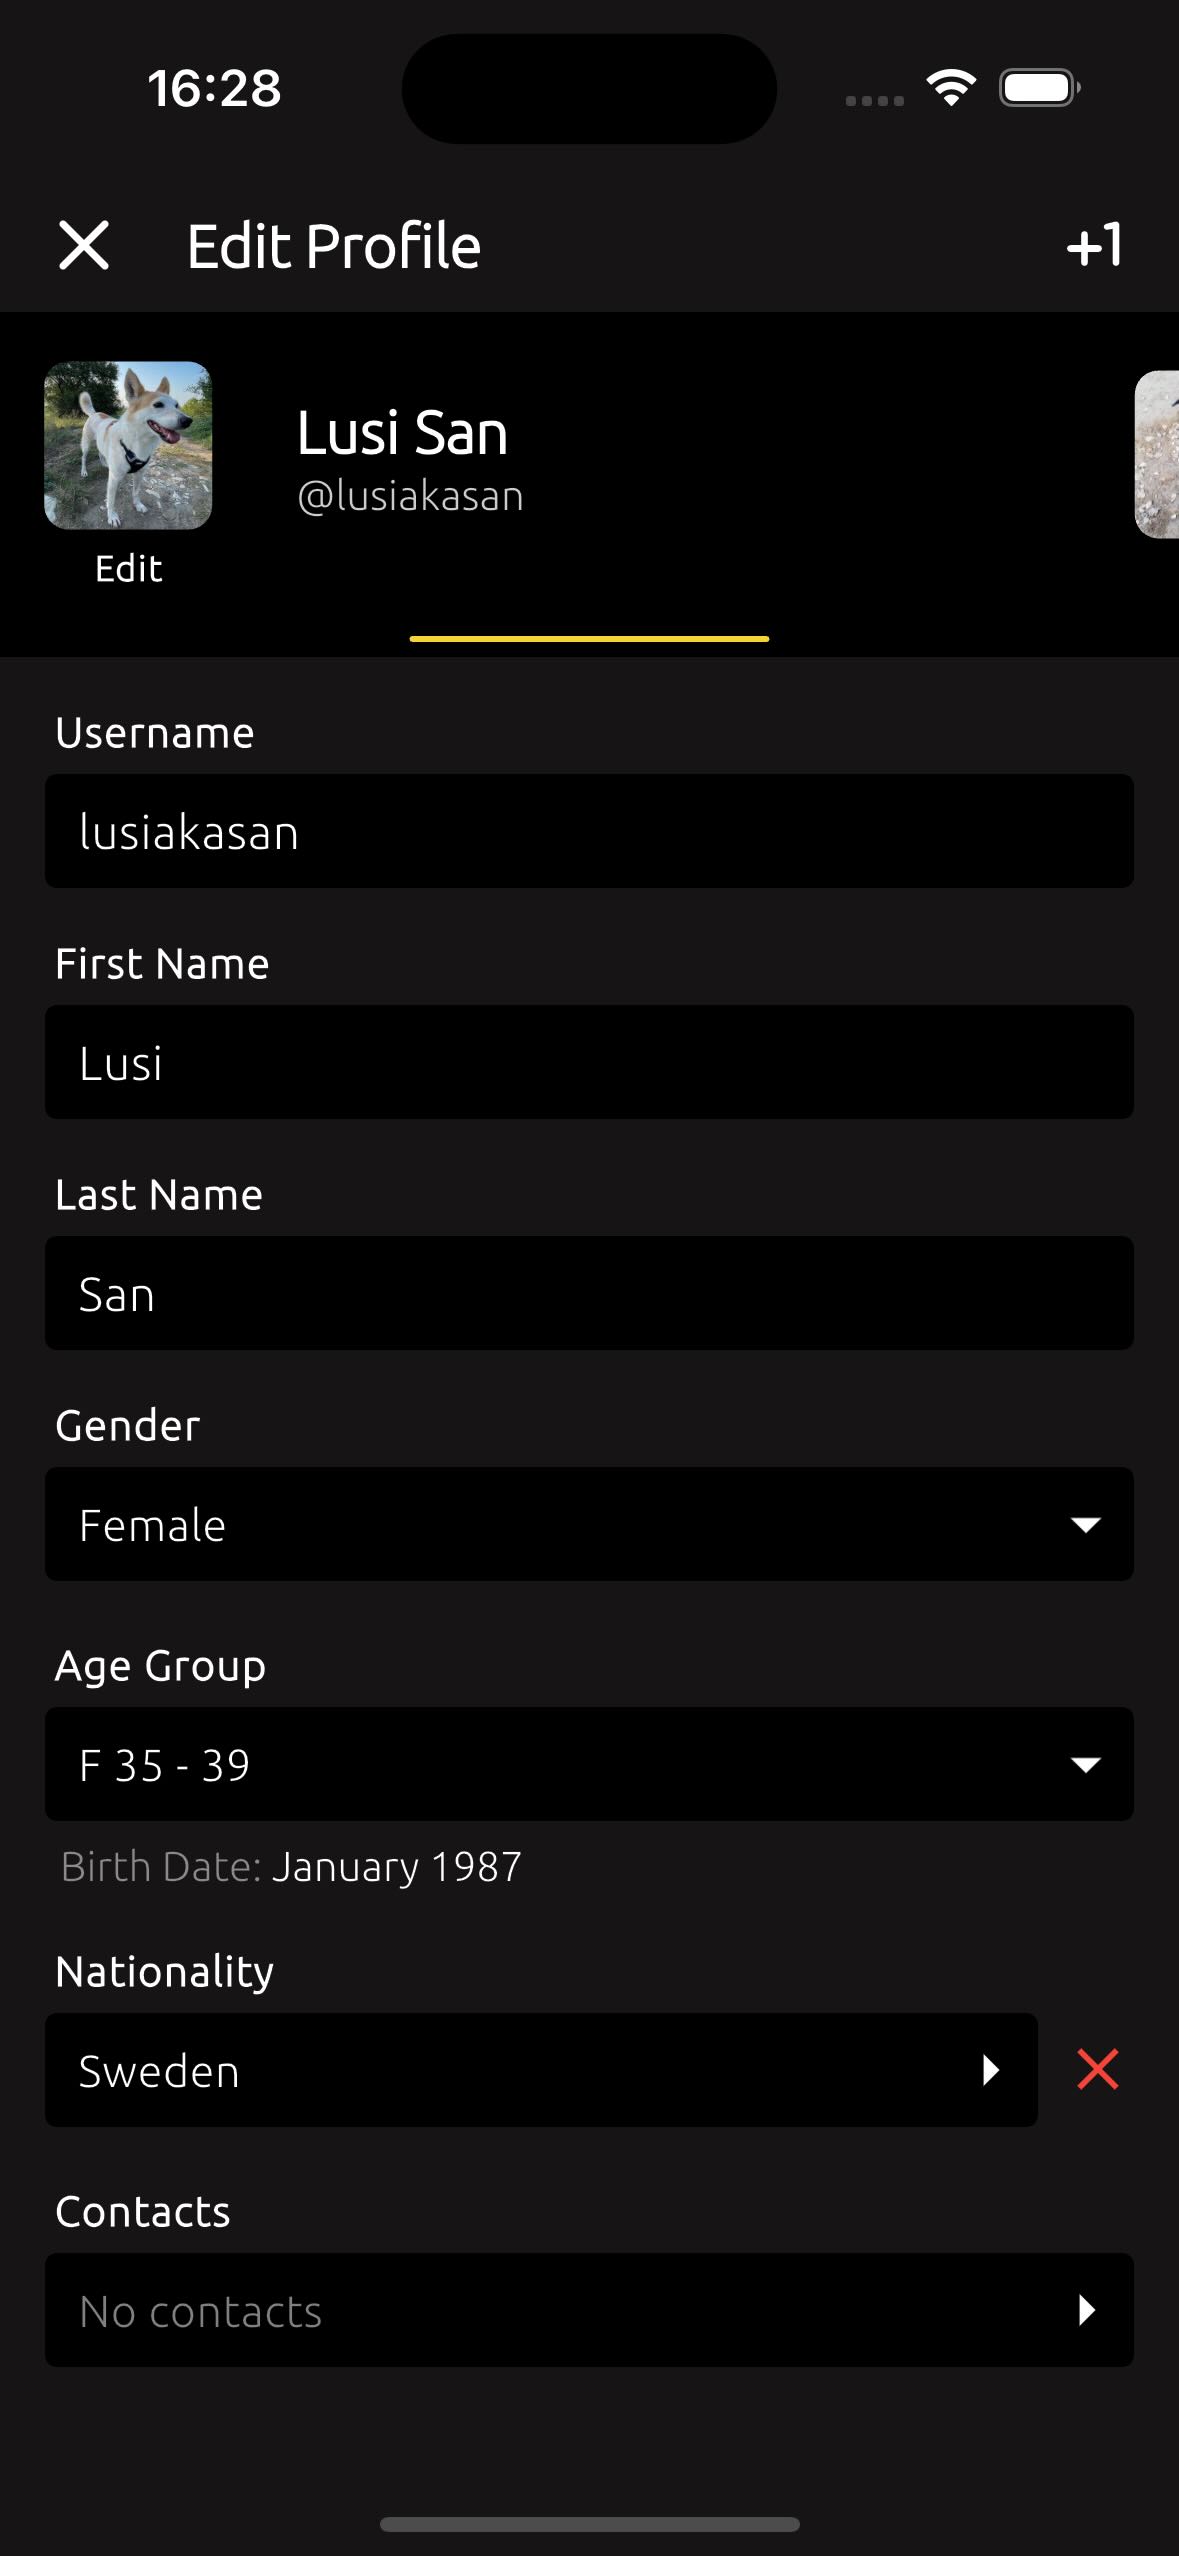 16:28
Edit Profile
+1
Lusi San
@lusiakasan
Edit
Username
lusiakasan
First Name
Lusi
Last Name
San
Gender
Female
Age Group
F 35 - 39
Birth Date: January 1987
Nationality
Sweden
Contacts
No contacts